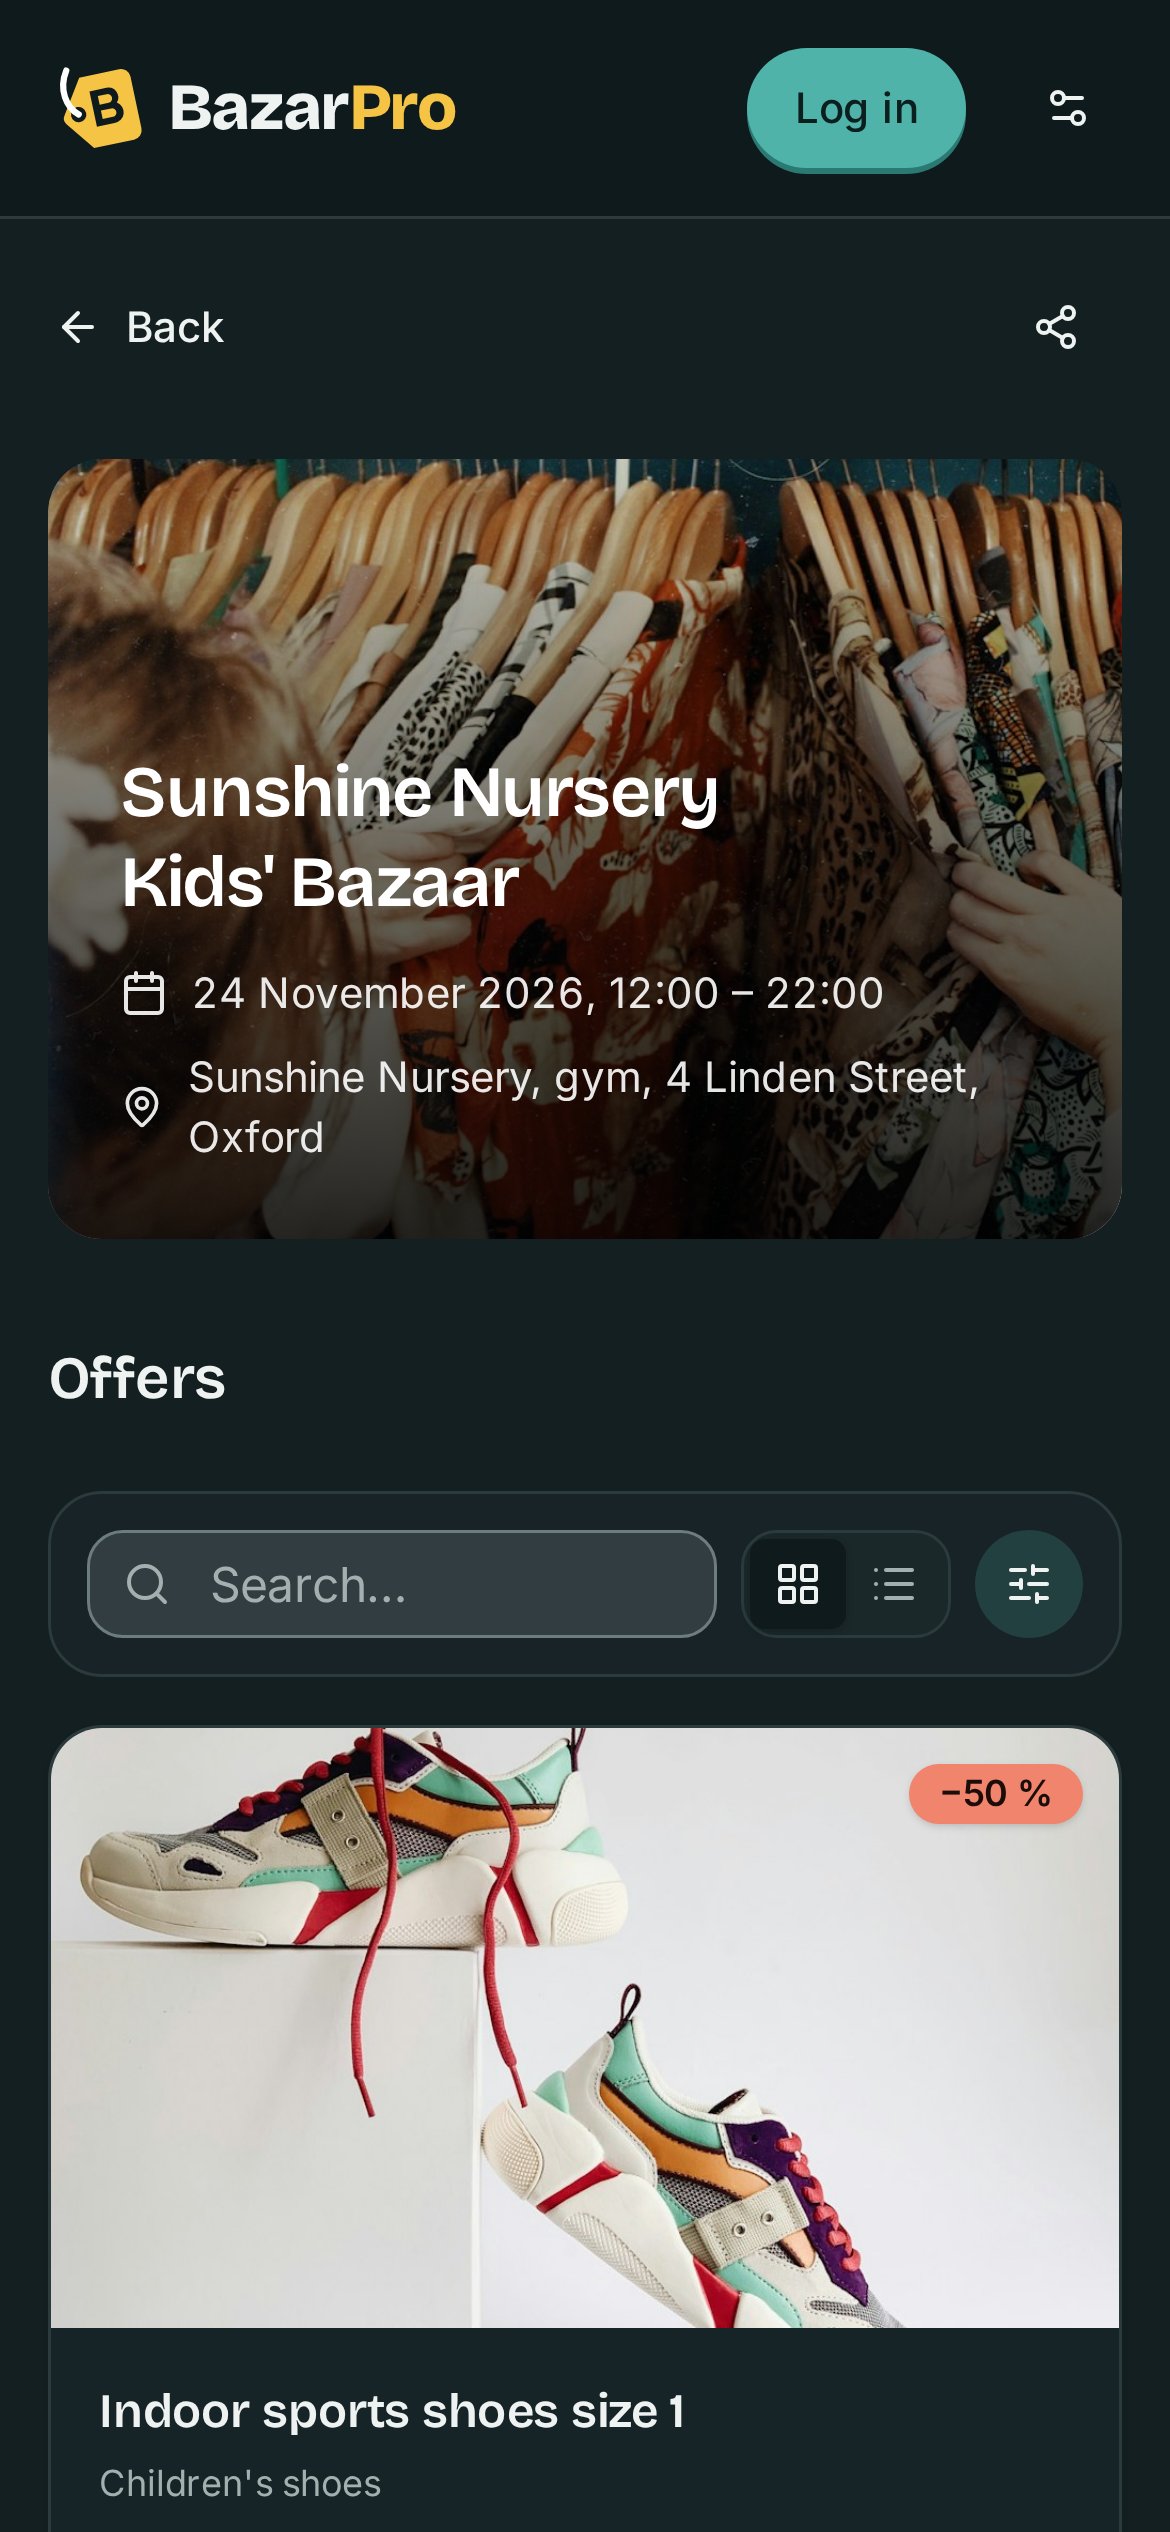 B BazarPro
Log in
Back
Sunshine Nursery
Kids' Bazaar
24 November 2026, 12:00 – 22:00
Sunshine Nursery, gym, 4 Linden Street,
Oxford
Offers
Search...
−50 %
Indoor sports shoes size 1
Children's shoes